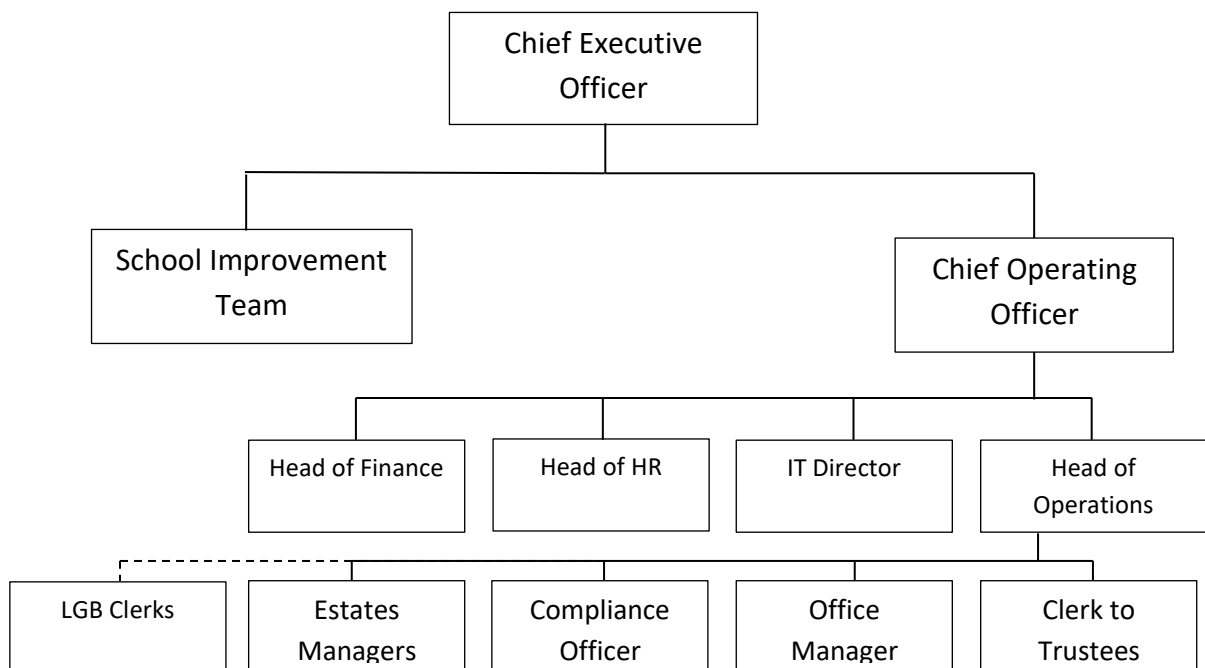 Chief Executive
Officer
School Improvement
Team
Chief Operating
Officer
Head of Finance
Head of HR
IT Director
Head of
Operations
LGB Clerks
Estates
Managers
Compliance
Officer
Office
Manager
Clerk to
Trustees